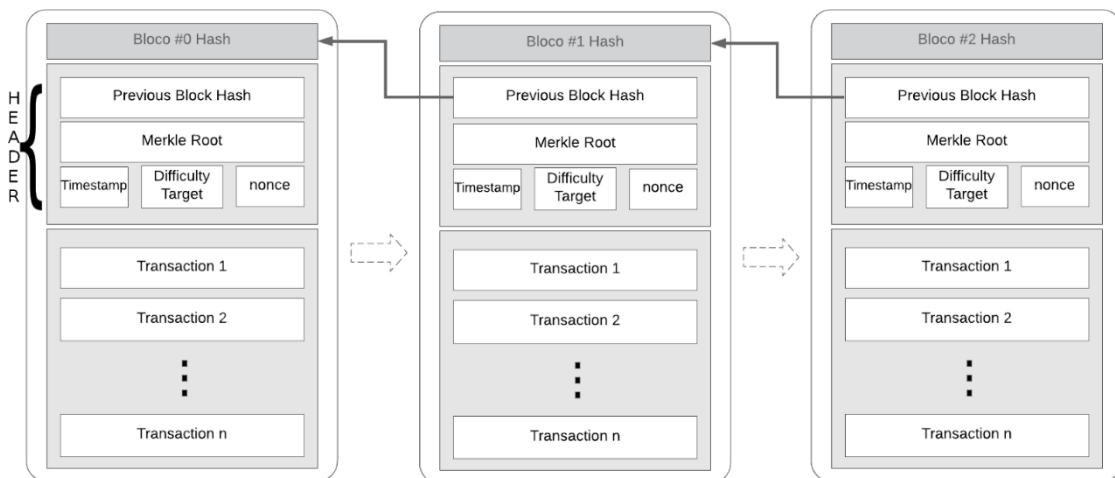 HEADER
Bloco #0 Hash
Previous Block Hash
Merkle Root
Timestamp
Difficulty
Target
nonce
Transaction 1
Transaction 2
Transaction n
Bloco #1 Hash
Previous Block Hash
Merkle Root
Timestamp
Difficulty
Target
nonce
Transaction 1
Transaction 2
Transaction n
Bloco #2 Hash
Previous Block Hash
Merkle Root
Timestamp
Difficulty
Target
nonce
Transaction 1
Transaction 2
Transaction n